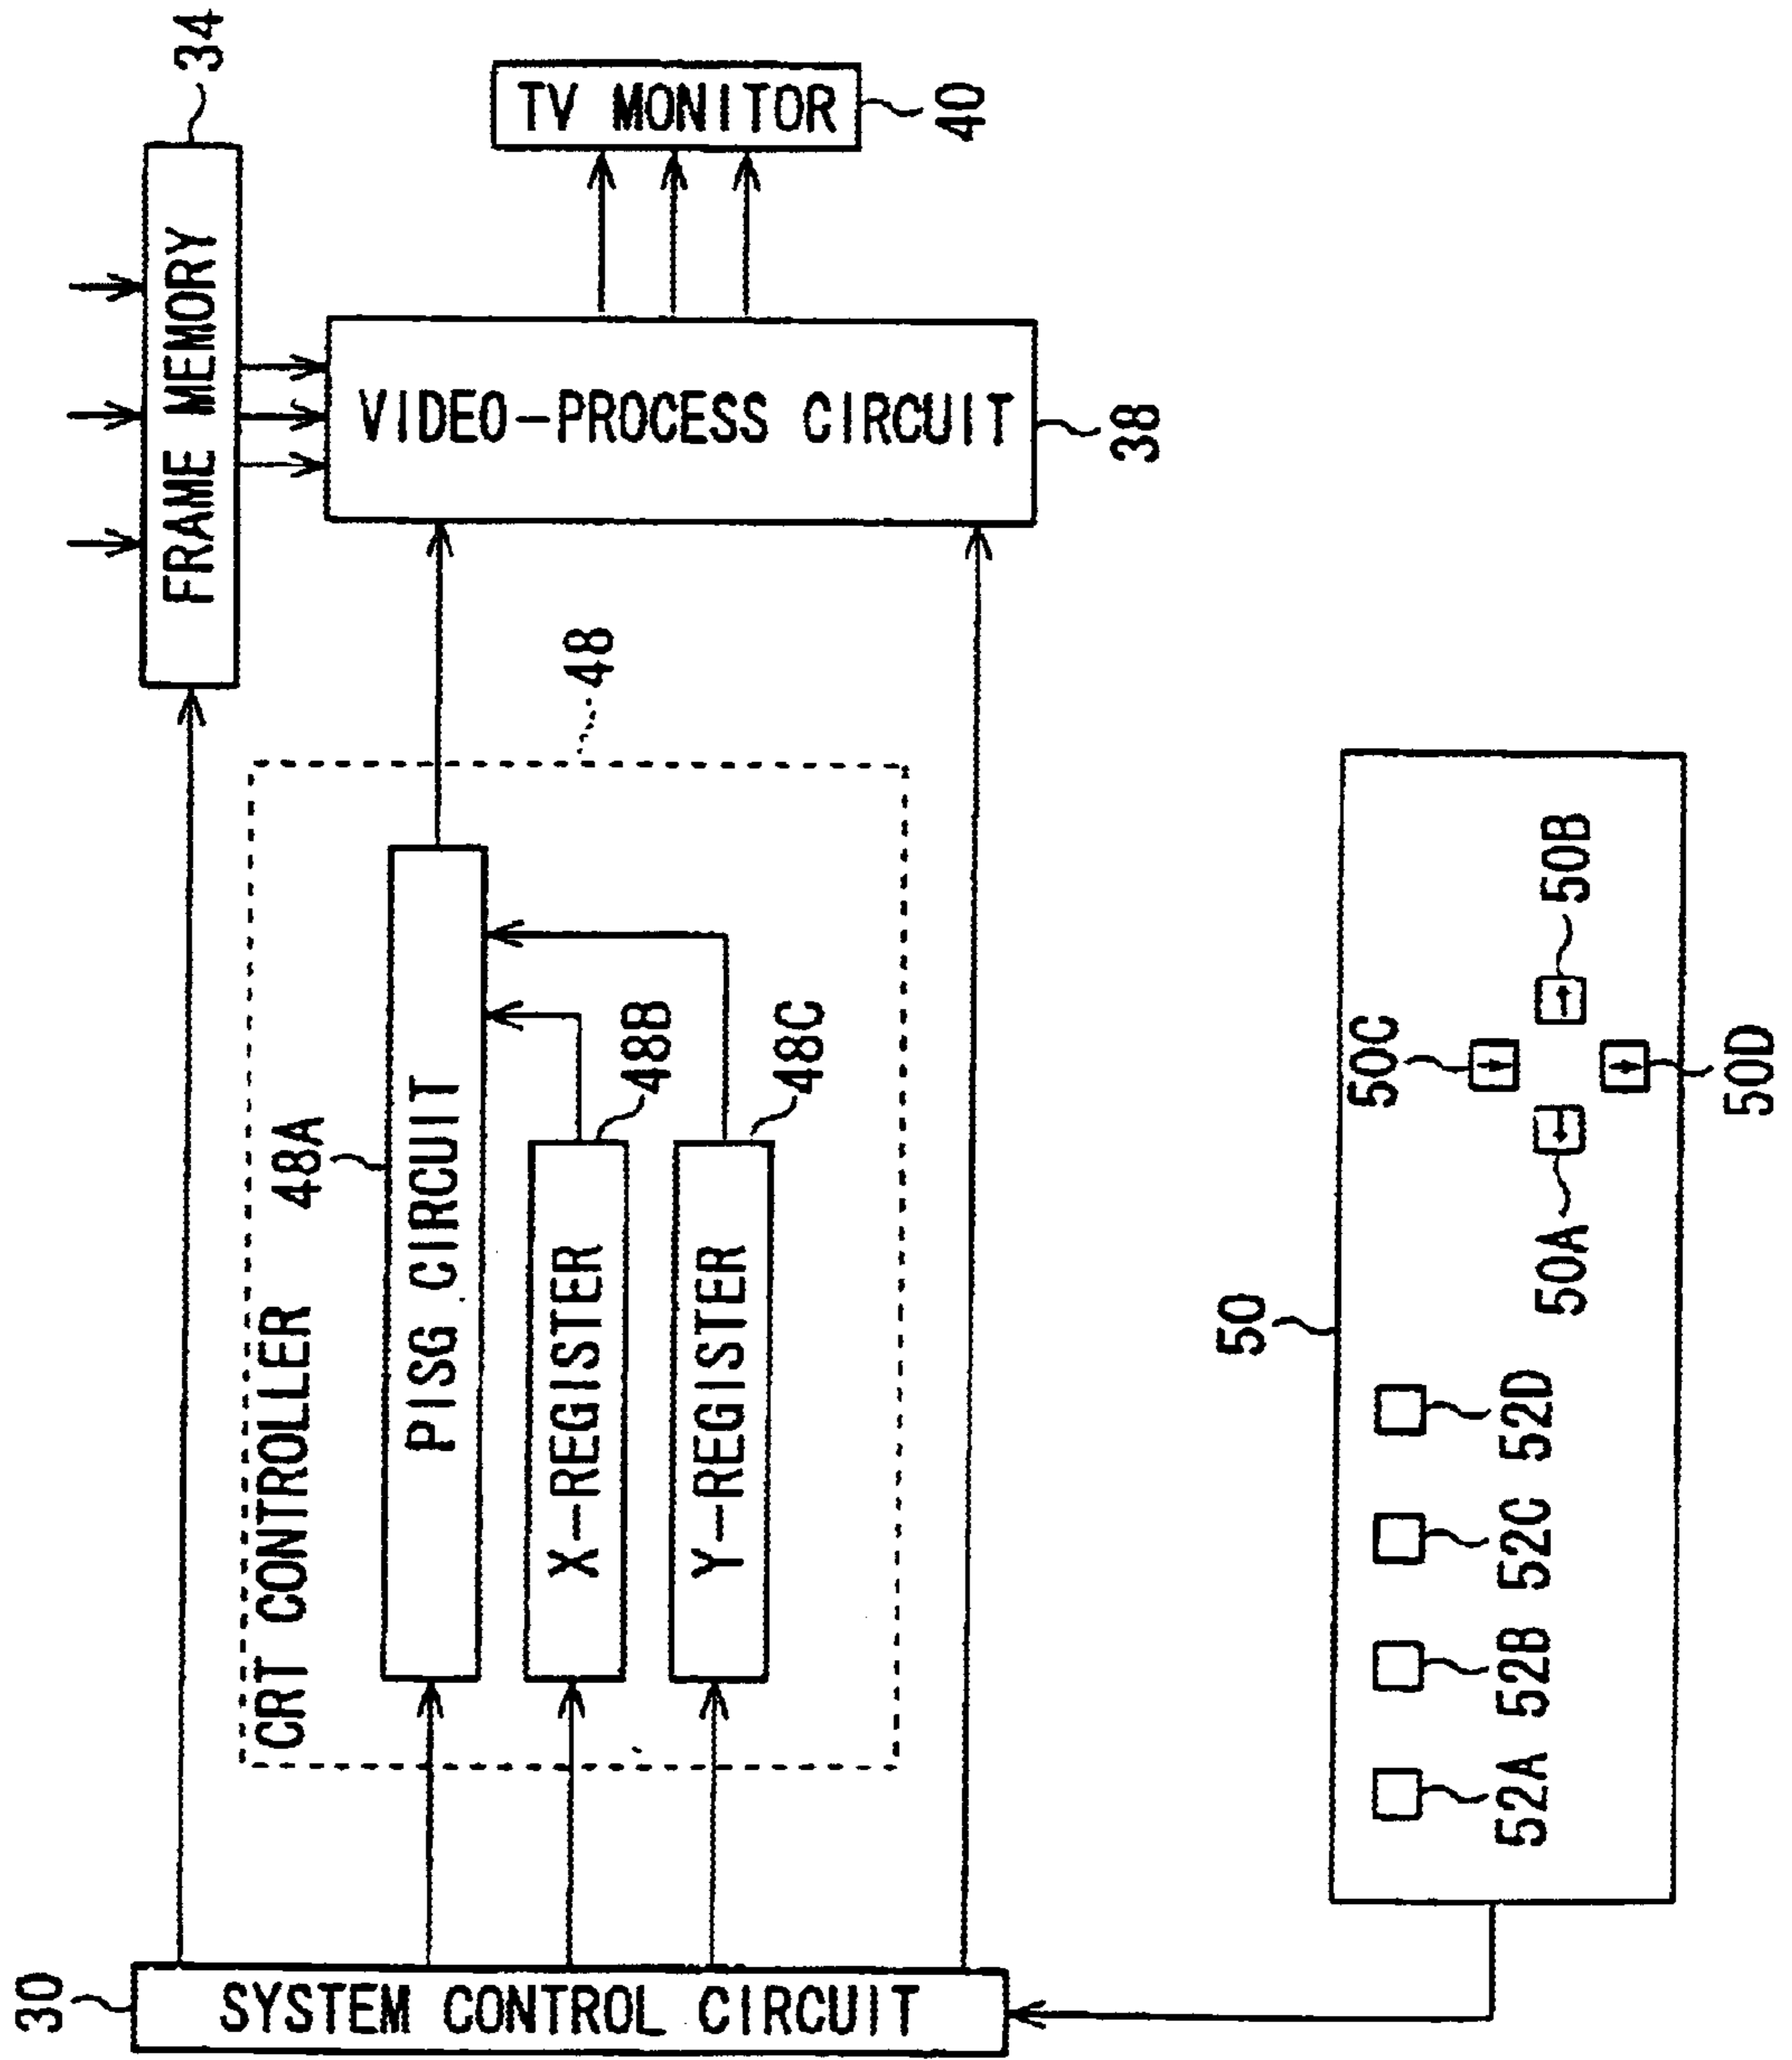 30
SYSTEM CONTROL CIRCUIT
CRT CONTROLLER
48
48A
PISG CIRCUIT
X-REGISTER
48B
Y-REGISTER
48C
34
FRAME MEMORY
VIDEO-PROCESS CIRCUIT
38
TV MONITOR
40
50
52A
52B
52C
52D
50A
50B
50C
50D